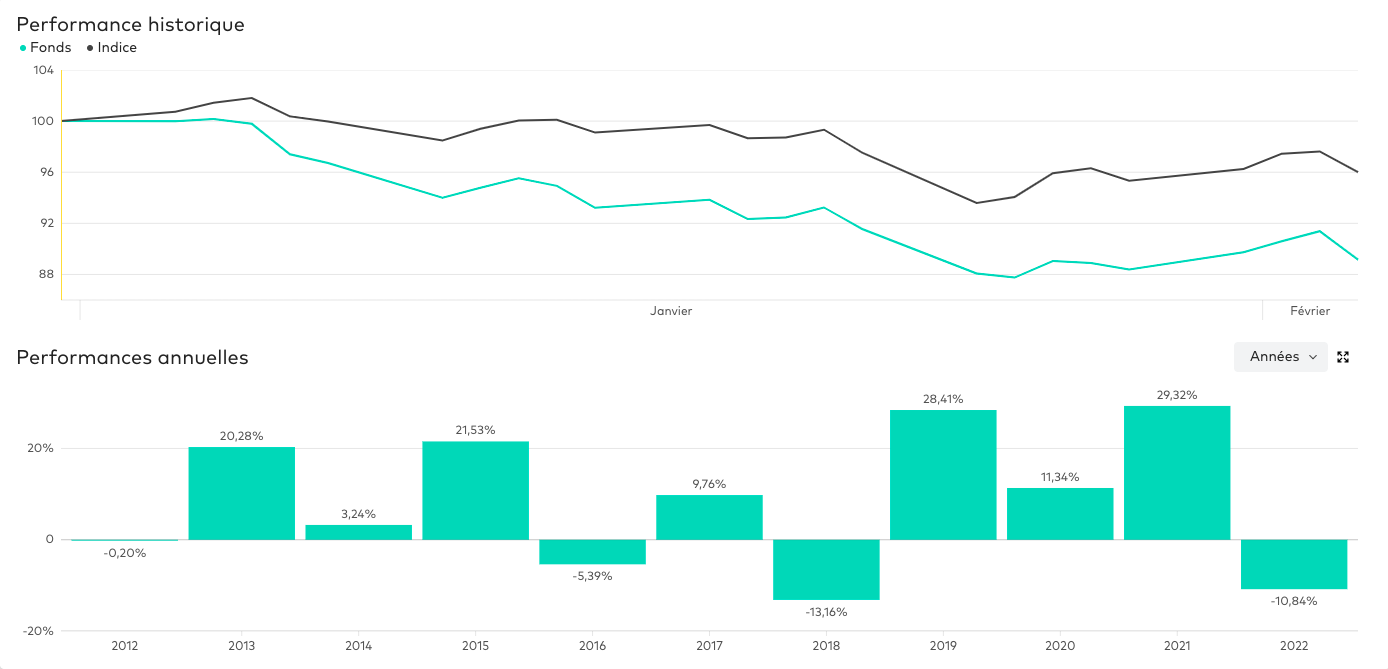 Performance historique
Fonds Indice
104
100
96
92
88
Janvier Février
Performances annuelles
Années
28,41% 29,32%
20,28% 21,53%
20%
11,34%
9,76%
3,24%
0
-0,20%
-5,39%
-13,16% -10,84%
-20%
2012 2013 2014 2015 2016 2017 2018 2019 2020 2021 2022